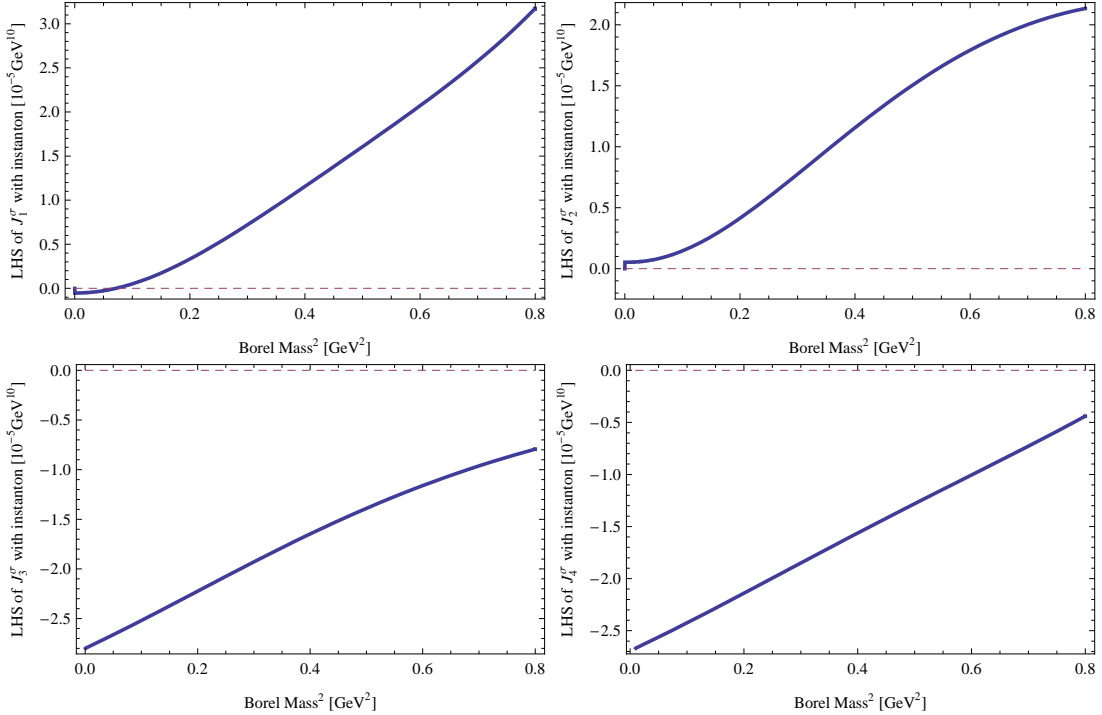 LHS of J₁^σ with instanton [10⁻⁵GeV¹⁰]
3.0
2.5
2.0
1.5
1.0
0.5
0.0
0.0 0.2 0.4 0.6 0.8
Borel Mass² [GeV²]
LHS of J₂^σ with instanton [10⁻⁵GeV¹⁰]
2.0
1.5
1.0
0.5
0.0
0.0 0.2 0.4 0.6 0.8
Borel Mass² [GeV²]
LHS of J₃^σ with instanton [10⁻⁵GeV¹⁰]
0.0
−0.5
−1.0
−1.5
−2.0
−2.5
0.0 0.2 0.4 0.6 0.8
Borel Mass² [GeV²]
LHS of J₄^σ with instanton [10⁻⁵GeV¹⁰]
0.0
−0.5
−1.0
−1.5
−2.0
−2.5
0.0 0.2 0.4 0.6 0.8
Borel Mass² [GeV²]